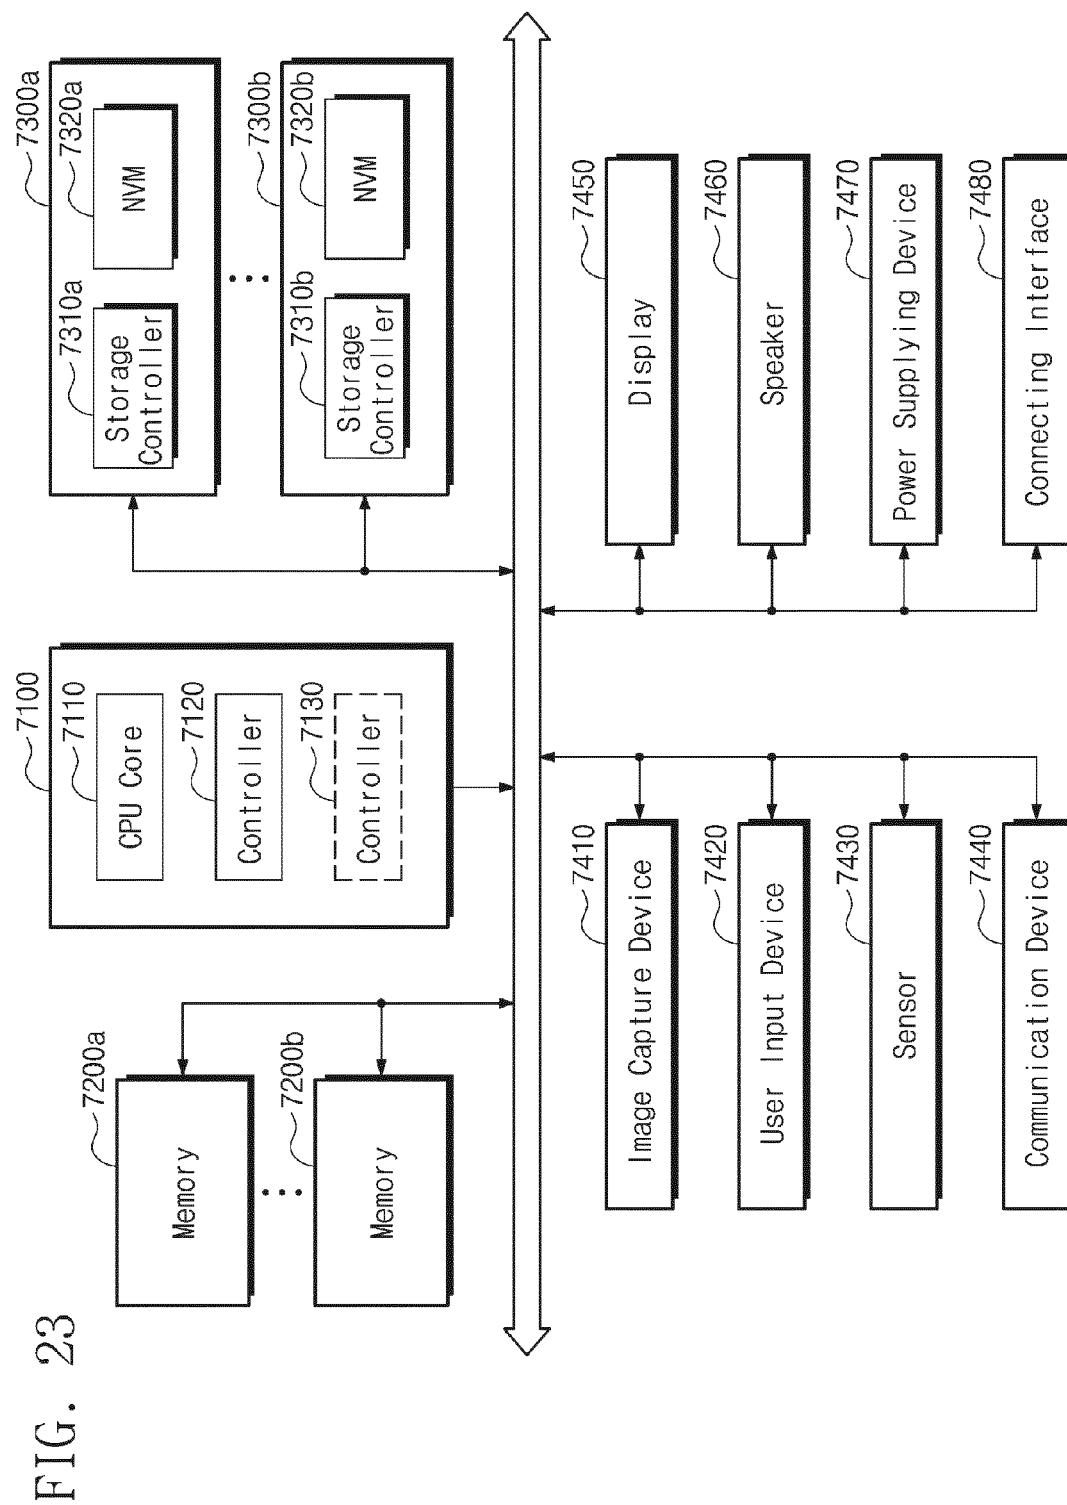 FIG. 23
7200a
Memory
7200b
Memory
7100
7110
CPU Core
7120
Controller
7130
Controller
7300a
7310a
Storage
Controller
7320a
NVM
7300b
7310b
Storage
Controller
7320b
NVM
7410
Image Capture Device
7420
User Input Device
7430
Sensor
7440
Communication Device
7450
Display
7460
Speaker
7470
Power Supplying Device
7480
Connecting Interface